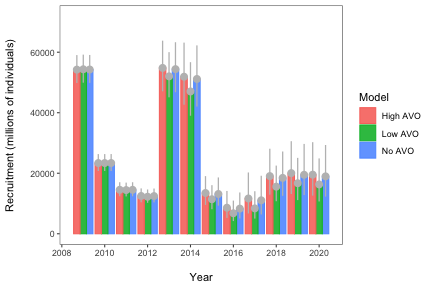 Recruitment (millions of individuals)
60000
40000
20000
0
2008
2010
2012
2014
2016
2018
2020
Year
Model
High AVO
Low AVO
No AVO